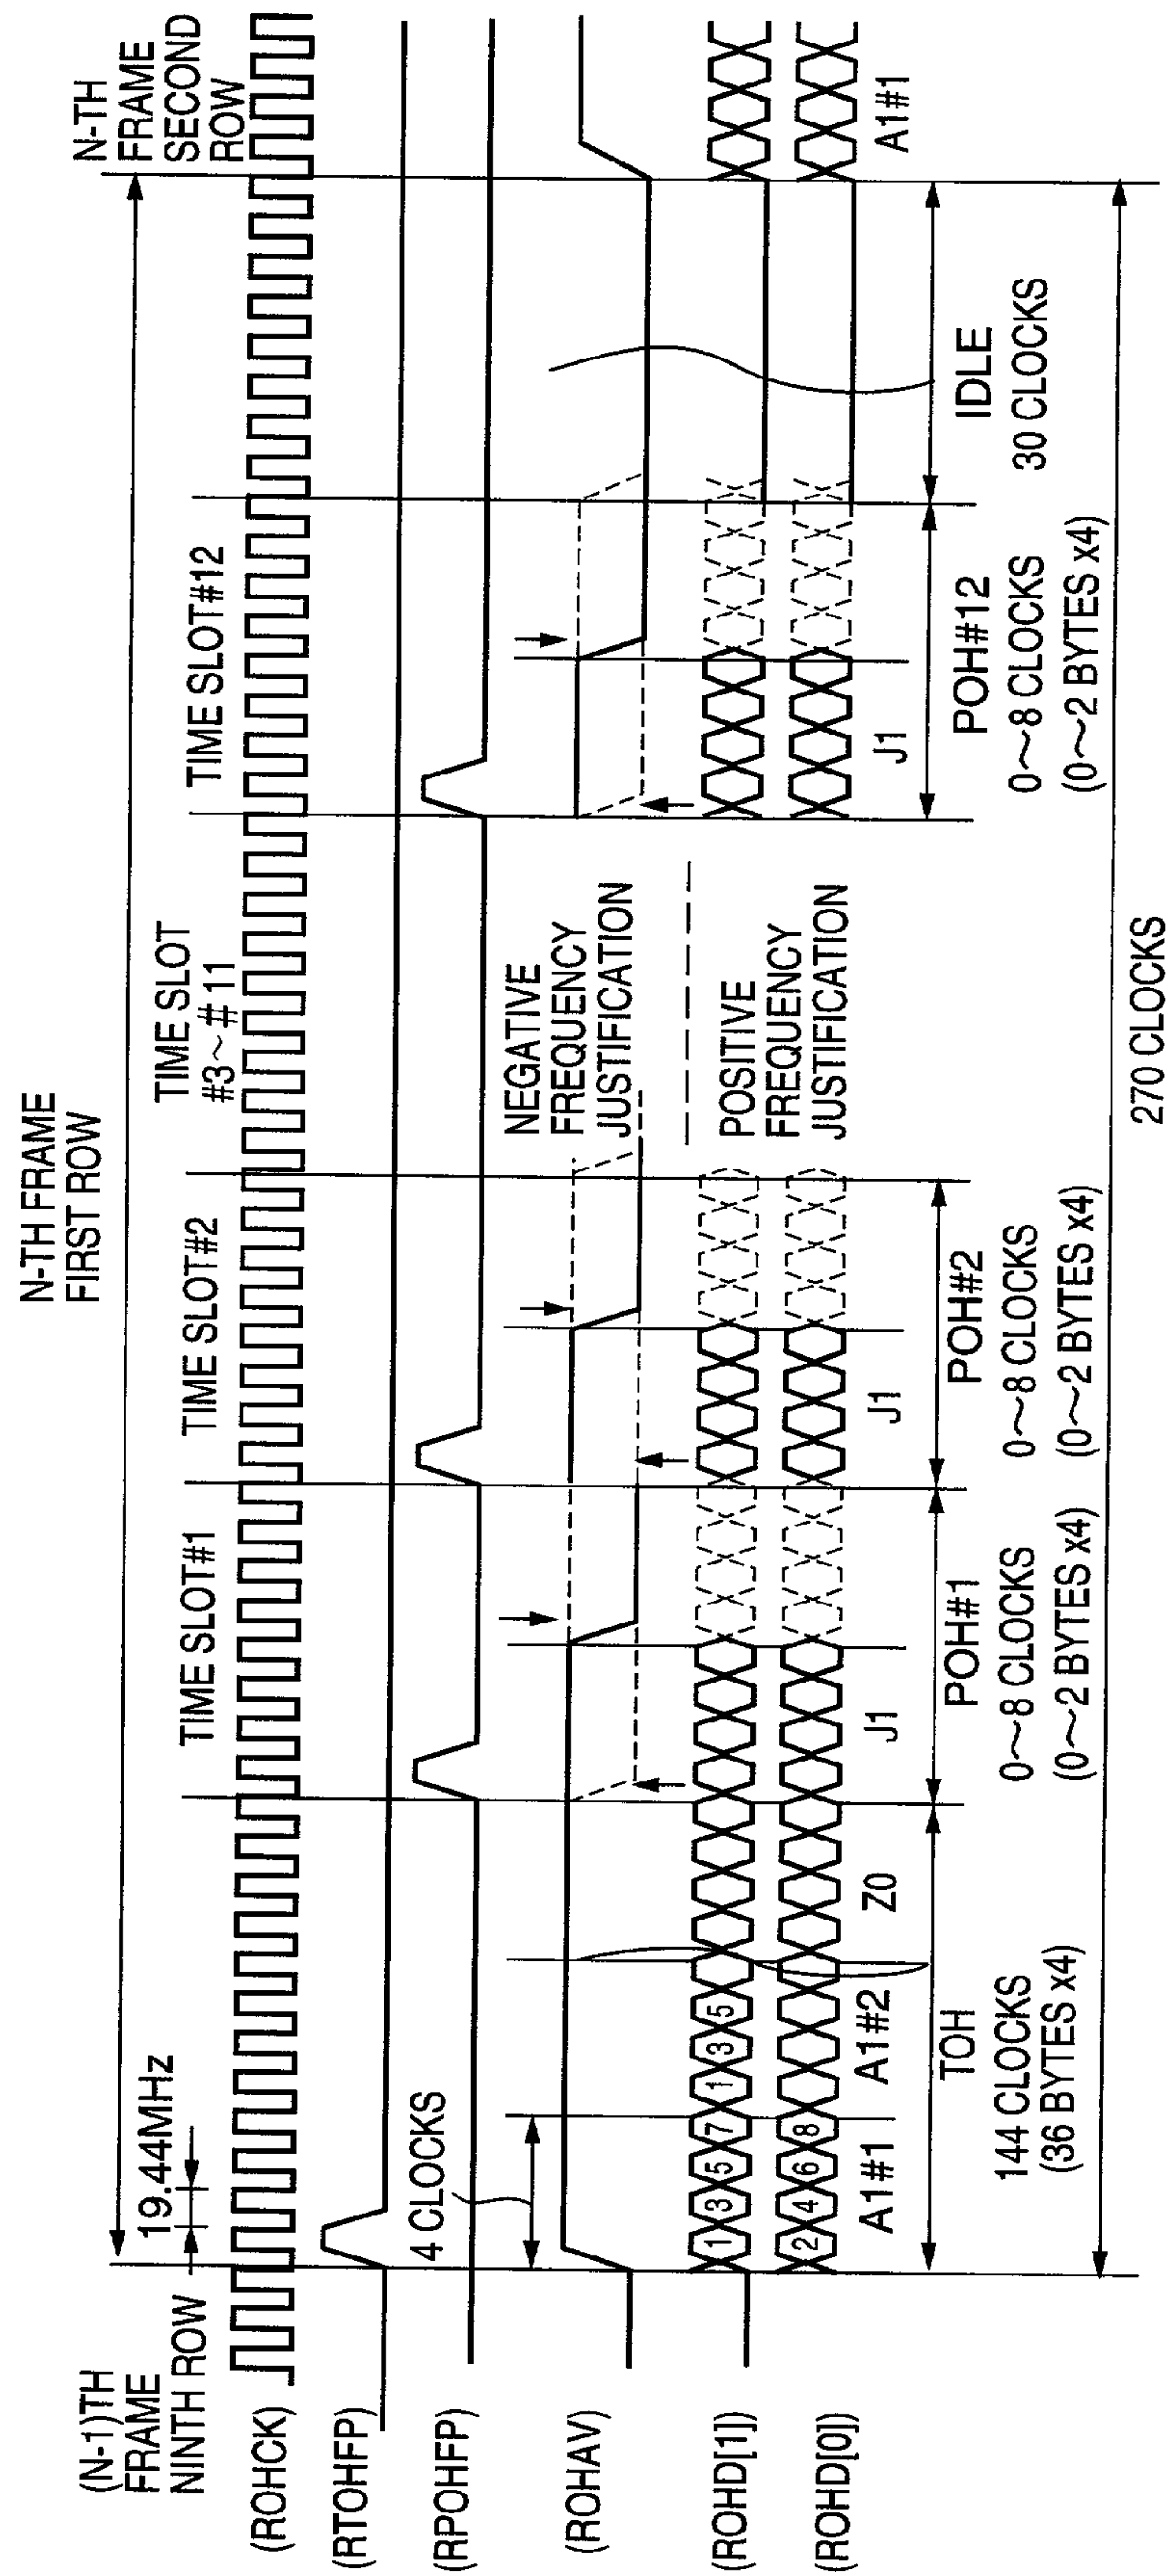 N-TH FRAME
FIRST ROW
(N-1)TH
FRAME
NINTH ROW
19.44MHz
TIME SLOT#1
TIME SLOT#2
TIME SLOT
#3~#11
TIME SLOT#12
N-TH
FRAME
SECOND
ROW
(ROHCK)
(RTOHFP)
(RPOHFP)
4 CLOCKS
(ROHAV)
NEGATIVE
FREQUENCY
JUSTIFICATION
POSITIVE
FREQUENCY
JUSTIFICATION
(ROHD[1])
1 3 5 7 1 3 5
(ROHD[0])
2 4 6 8
A1#1 A1#2 Z0 J1 J1 J1 A1#1
TOH
144 CLOCKS
(36 BYTES x4)
POH#1
0~8 CLOCKS
(0~2 BYTES x4)
POH#2
0~8 CLOCKS
(0~2 BYTES x4)
POH#12
0~8 CLOCKS
(0~2 BYTES x4)
IDLE
30 CLOCKS
270 CLOCKS